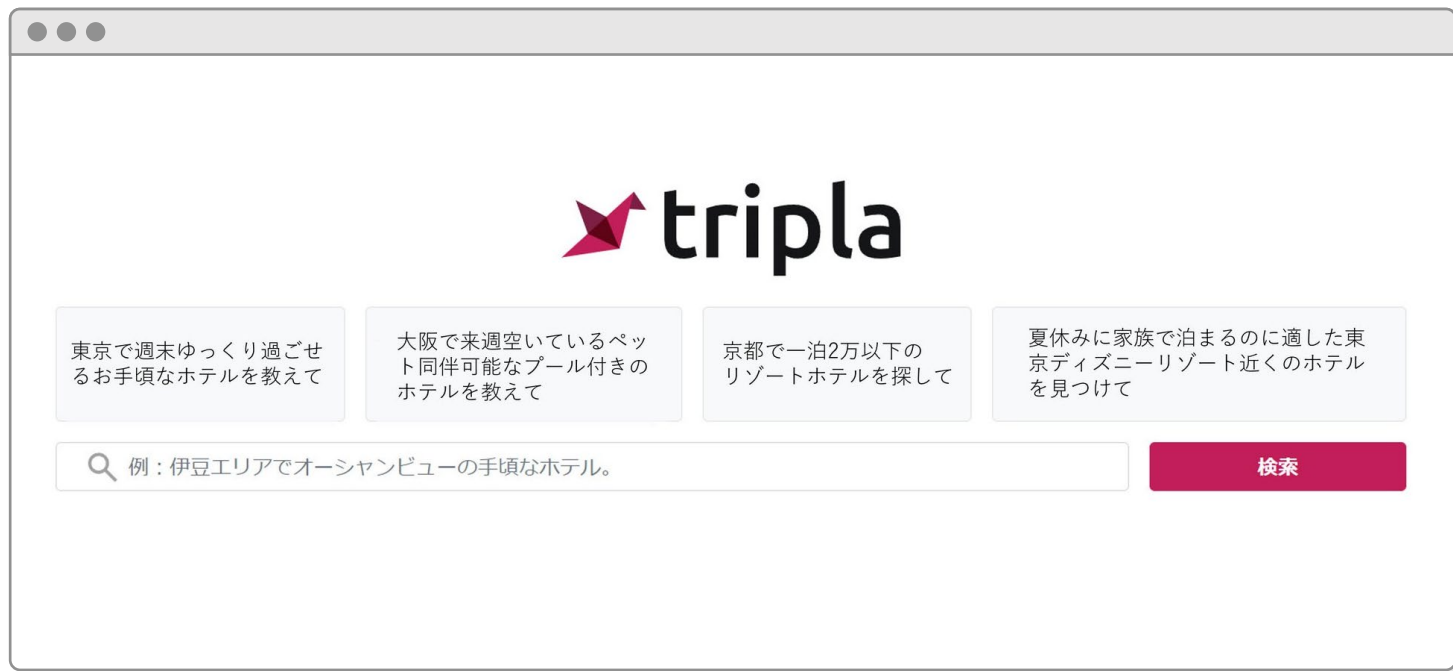 tripla
東京で週末ゆっくり過ごせ
るお手頃なホテルを教えて
大阪で来週空いているペッ
ト同伴可能なプール付きの
ホテルを教えて
京都で一泊2万以下の
リゾートホテルを探して
夏休みに家族で泊まるのに適した東
京ディズニーリゾート近くのホテル
を見つけて
例：伊豆エリアでオーシャンビューの手頃なホテル。
検索